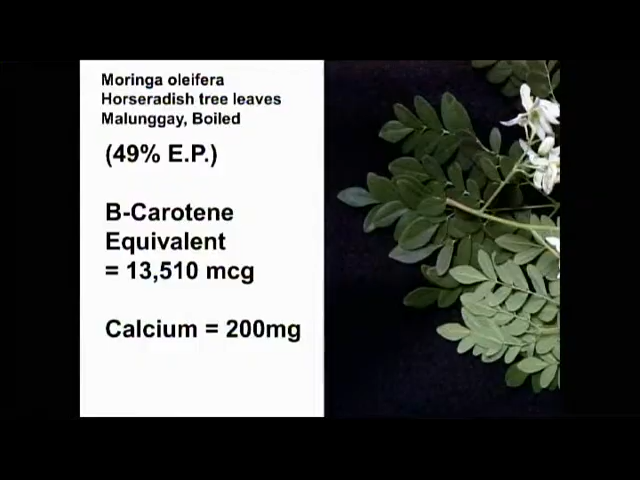 Moringa oleifera
Horseradish tree leaves
Malunggay, Boiled
(49% E.P.)
B-Carotene
Equivalent
= 13,510 mcg
Calcium = 200mg